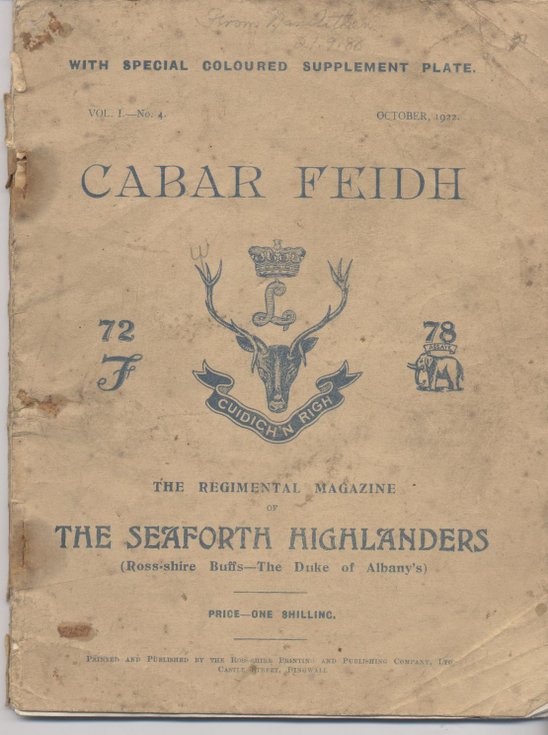 From
WITH SPECIAL COLOURED SUPPLEMENT PLATE.
VOL. I.—No. 4. OCTOBER, 1922.
CABAR FEIDH
L
72 78
F ASSAYE
CUIDICH'N RIGH
THE REGIMENTAL MAGAZINE
OF
THE SEAFORTH HIGHLANDERS
(Ross-shire Buffs—The Duke of Albany's)
PRICE—ONE SHILLING.
PRINTED AND PUBLISHED BY THE ROSS-SHIRE PRINTING AND PUBLISHING COMPANY, LTD.
CASTLE STREET, DINGWALL